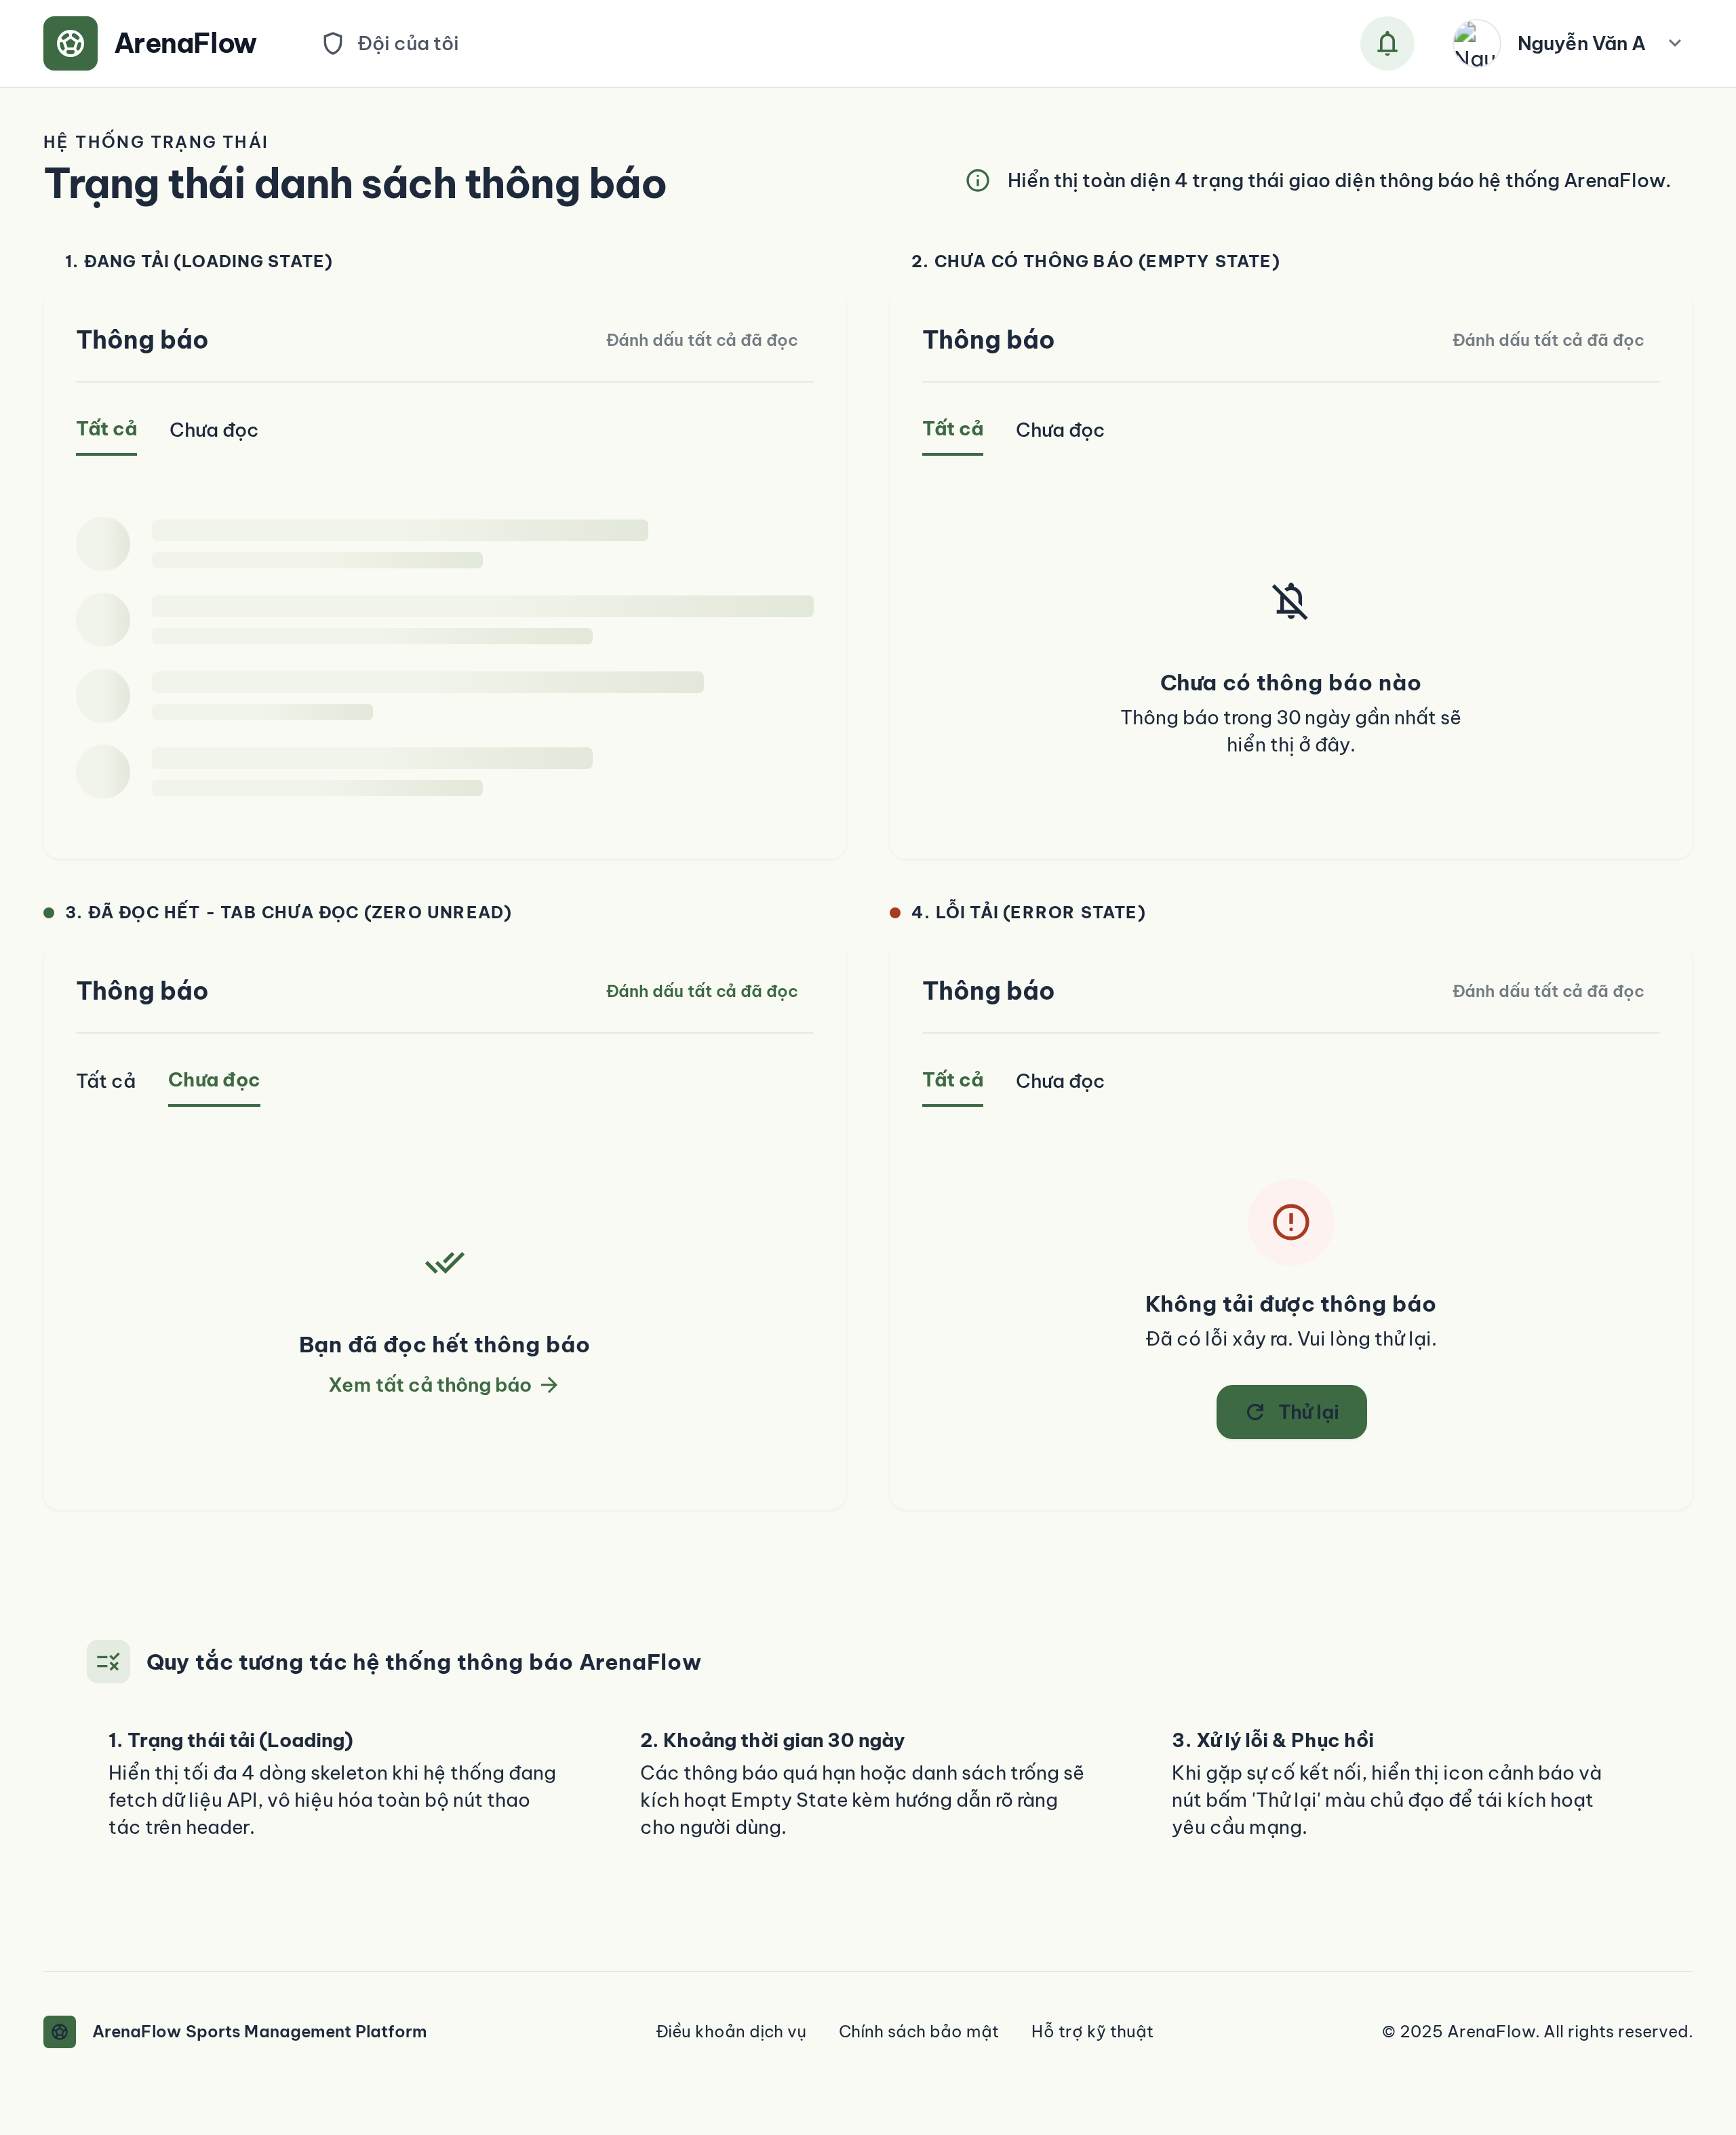 ArenaFlow
Đội của tôi
Nguyễn Văn A
HỆ THỐNG TRẠNG THÁI
Trạng thái danh sách thông báo
Hiển thị toàn diện 4 trạng thái giao diện thông báo hệ thống ArenaFlow.
1. ĐANG TẢI (LOADING STATE)
Thông báo
Đánh dấu tất cả đã đọc
Tất cả
Chưa đọc
2. CHƯA CÓ THÔNG BÁO (EMPTY STATE)
Thông báo
Đánh dấu tất cả đã đọc
Tất cả
Chưa đọc
Chưa có thông báo nào
Thông báo trong 30 ngày gần nhất sẽ
hiển thị ở đây.
3. ĐÃ ĐỌC HẾT - TAB CHƯA ĐỌC (ZERO UNREAD)
Thông báo
Đánh dấu tất cả đã đọc
Tất cả
Chưa đọc
Bạn đã đọc hết thông báo
Xem tất cả thông báo →
4. LỖI TẢI (ERROR STATE)
Thông báo
Đánh dấu tất cả đã đọc
Tất cả
Chưa đọc
Không tải được thông báo
Đã có lỗi xảy ra. Vui lòng thử lại.
Thử lại
Quy tắc tương tác hệ thống thông báo ArenaFlow
1. Trạng thái tải (Loading)
Hiển thị tối đa 4 dòng skeleton khi hệ thống đang
fetch dữ liệu API, vô hiệu hóa toàn bộ nút thao
tác trên header.
2. Khoảng thời gian 30 ngày
Các thông báo quá hạn hoặc danh sách trống sẽ
kích hoạt Empty State kèm hướng dẫn rõ ràng
cho người dùng.
3. Xử lý lỗi & Phục hồi
Khi gặp sự cố kết nối, hiển thị icon cảnh báo và
nút bấm 'Thử lại' màu chủ đạo để tái kích hoạt
yêu cầu mạng.
ArenaFlow Sports Management Platform
Điều khoản dịch vụ
Chính sách bảo mật
Hỗ trợ kỹ thuật
© 2025 ArenaFlow. All rights reserved.